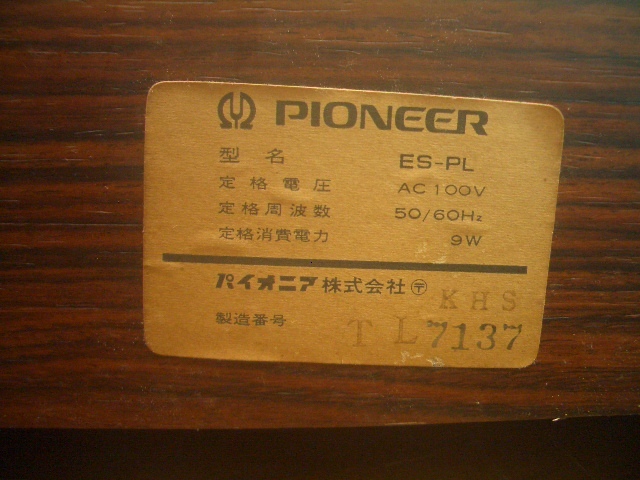 PIONEER
型名 ES-PL
定格電圧 AC 100V
定格周波数 50/60Hz
定格消費電力 9W
パイオニア株式会社 〒
KHS
製造番号 TL7137